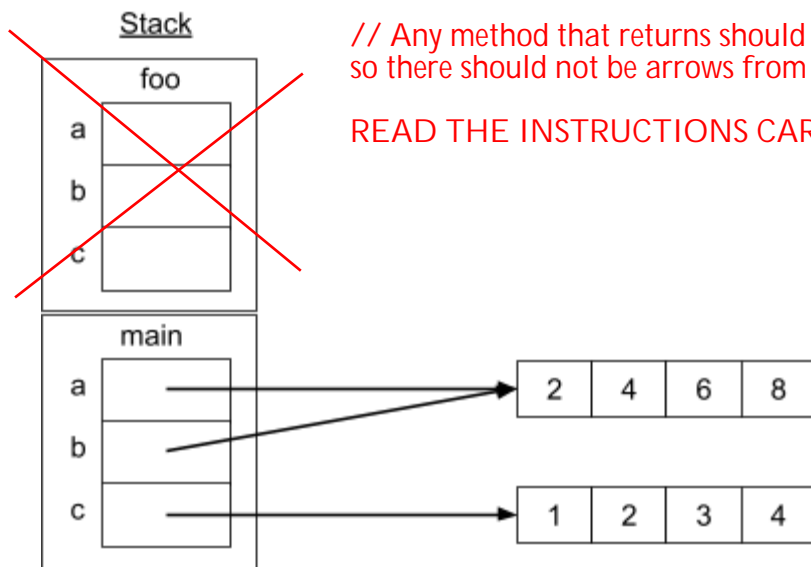 Stack
// Any method that returns should
so there should not be arrows from
READ THE INSTRUCTIONS CAR
foo
a
b
c
main
a
2 4 6 8
b
c
1 2 3 4